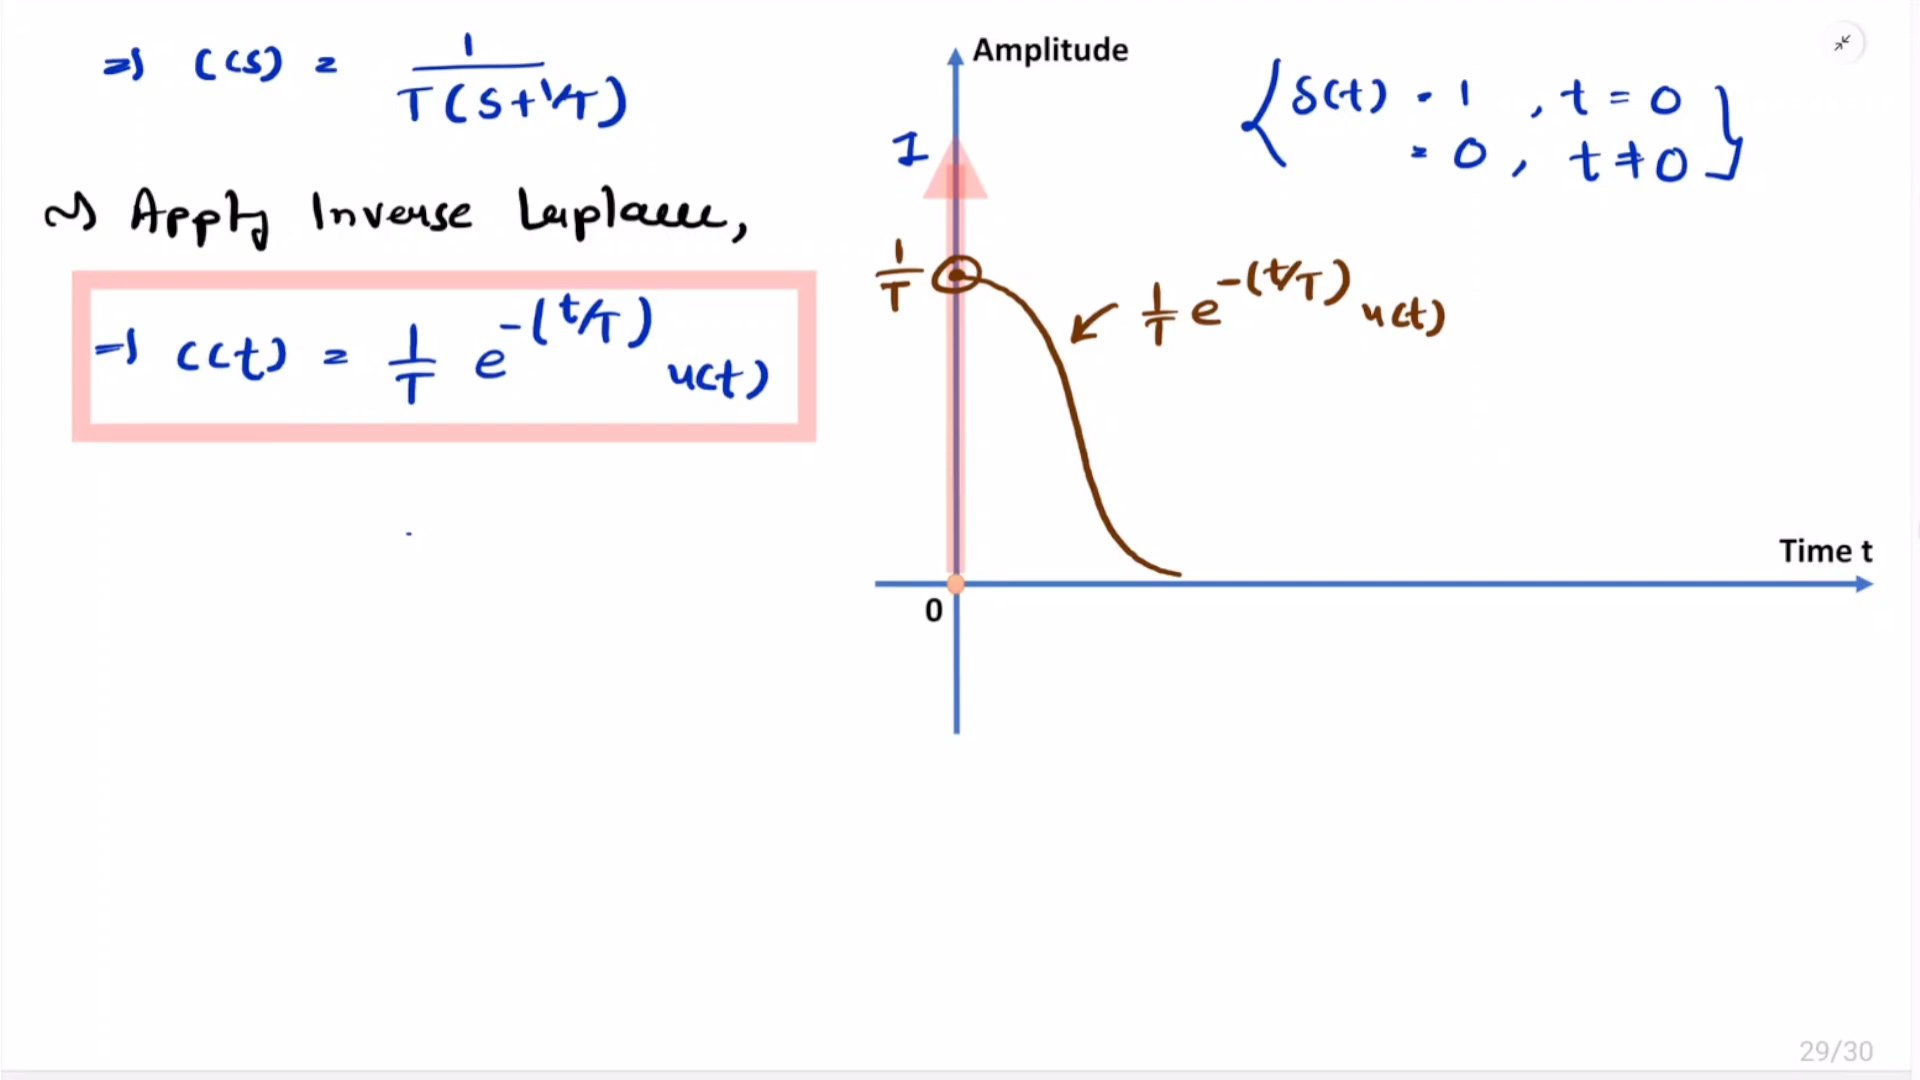 => C(s) = 1 / T(s + 1/T)
~> Apply Inverse Laplace,
=> c(t) = 1/T e^-(t/T) u(t)
Amplitude
1
{ δ(t) = 1 , t = 0
= 0 , t ≠ 0 }
1/T
1/T e^-(t/T) u(t)
Time t
0
29/30